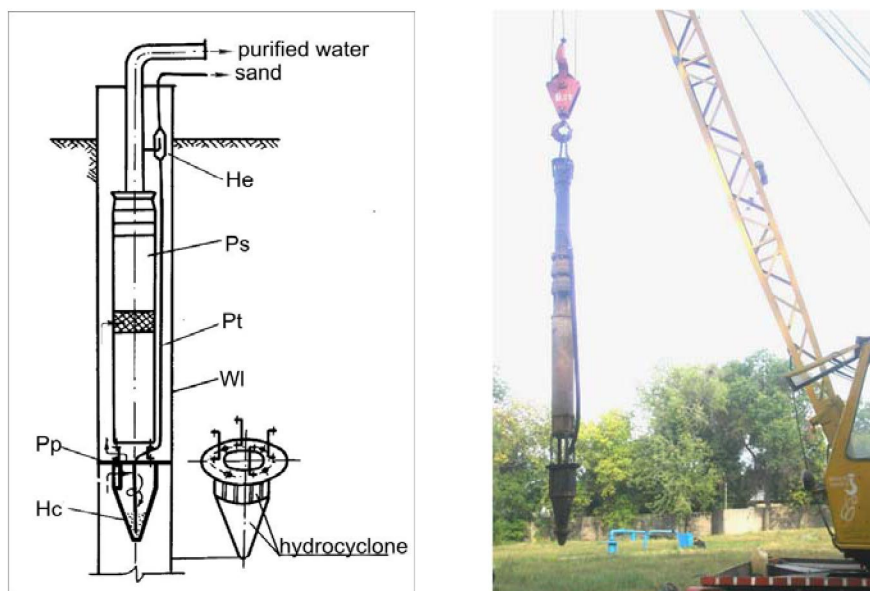 purified water
sand
He
Ps
Pt
Wl
Pp
Hc
hydrocyclone